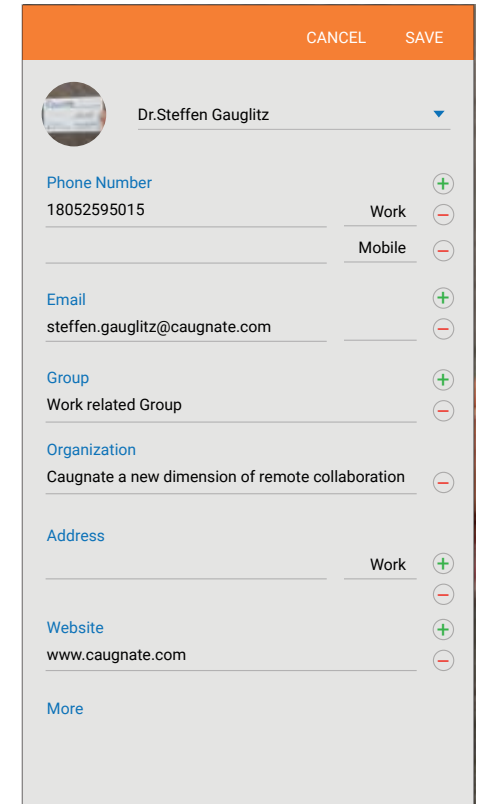 CANCEL SAVE
Dr.Steffen Gauglitz
Phone Number
18052595015 Work
Mobile
Email
steffen.gauglitz@caugnate.com
Group
Work related Group
Organization
Caugnate a new dimension of remote collaboration
Address
Work
Website
www.caugnate.com
More